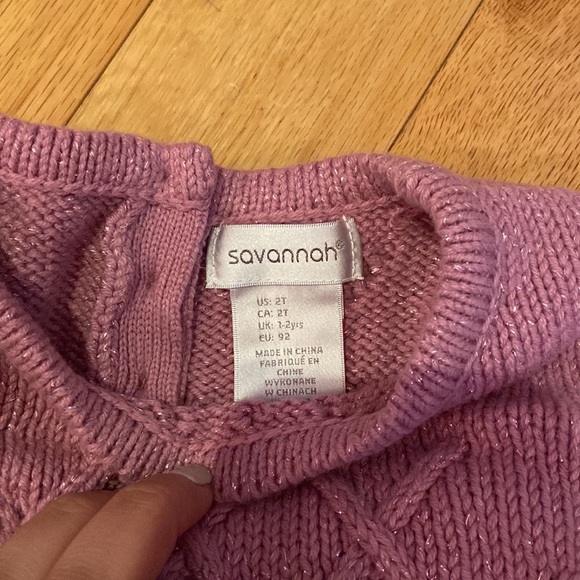 savannah®
US: 2T
CA: 2T
UK: 1-2yrs
EU: 92
MADE IN CHINA
FABRIQUÉ EN
CHINE
WYKONANE
W CHINACH